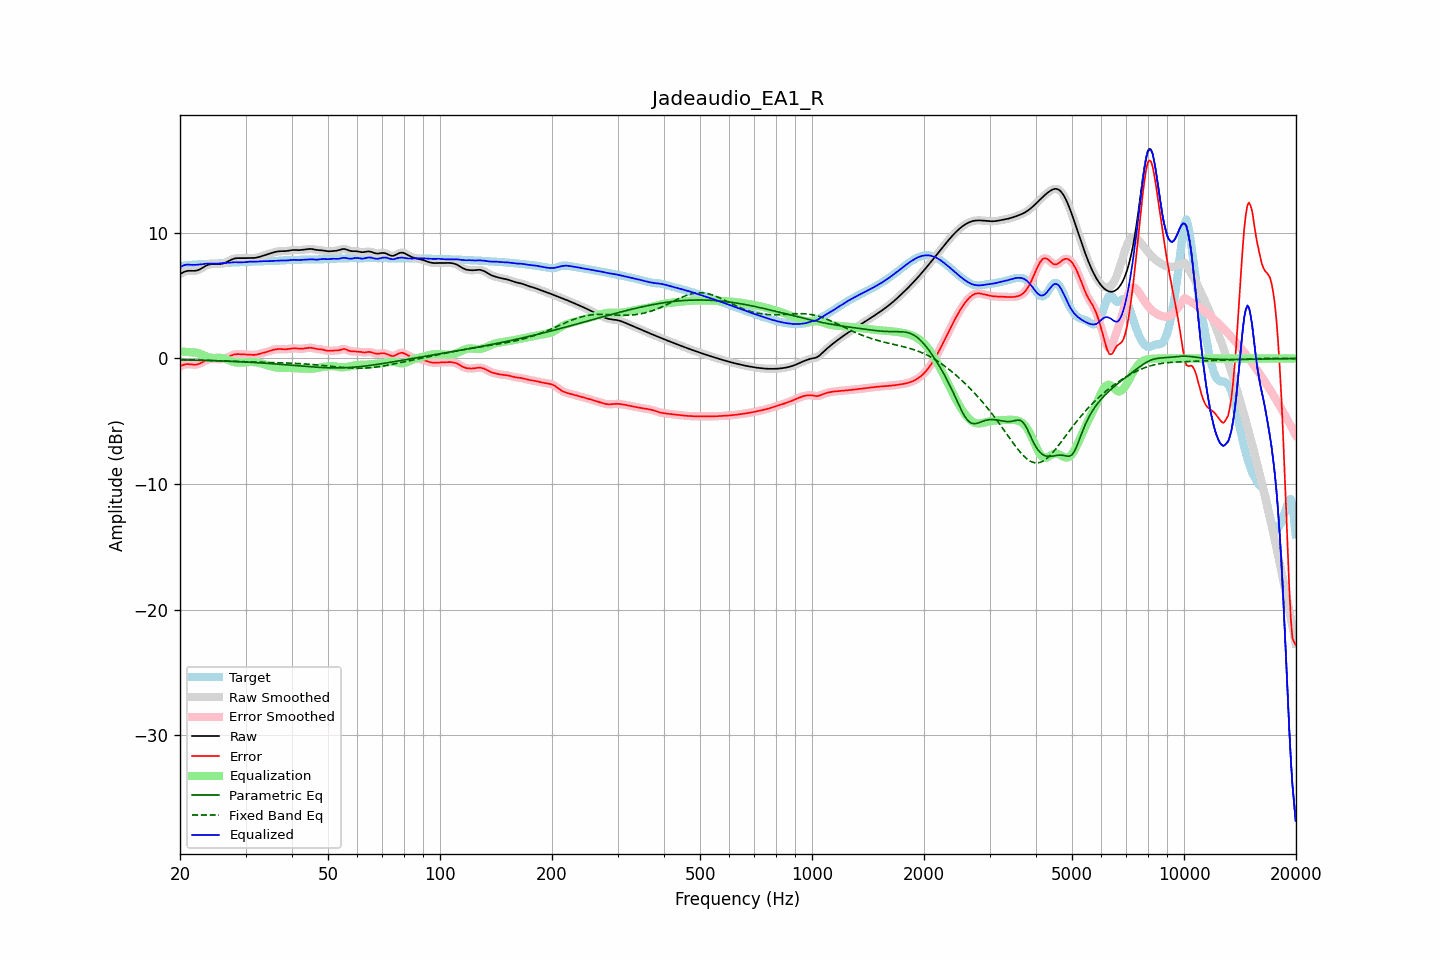 Jadeaudio_EA1_R
Amplitude (dBr)
10
0
−10
−20
−30
Target
Raw Smoothed
Error Smoothed
Raw
Error
Equalization
Parametric Eq
Fixed Band Eq
Equalized
20 50 100 200 500 1000 2000 5000 10000 20000
Frequency (Hz)